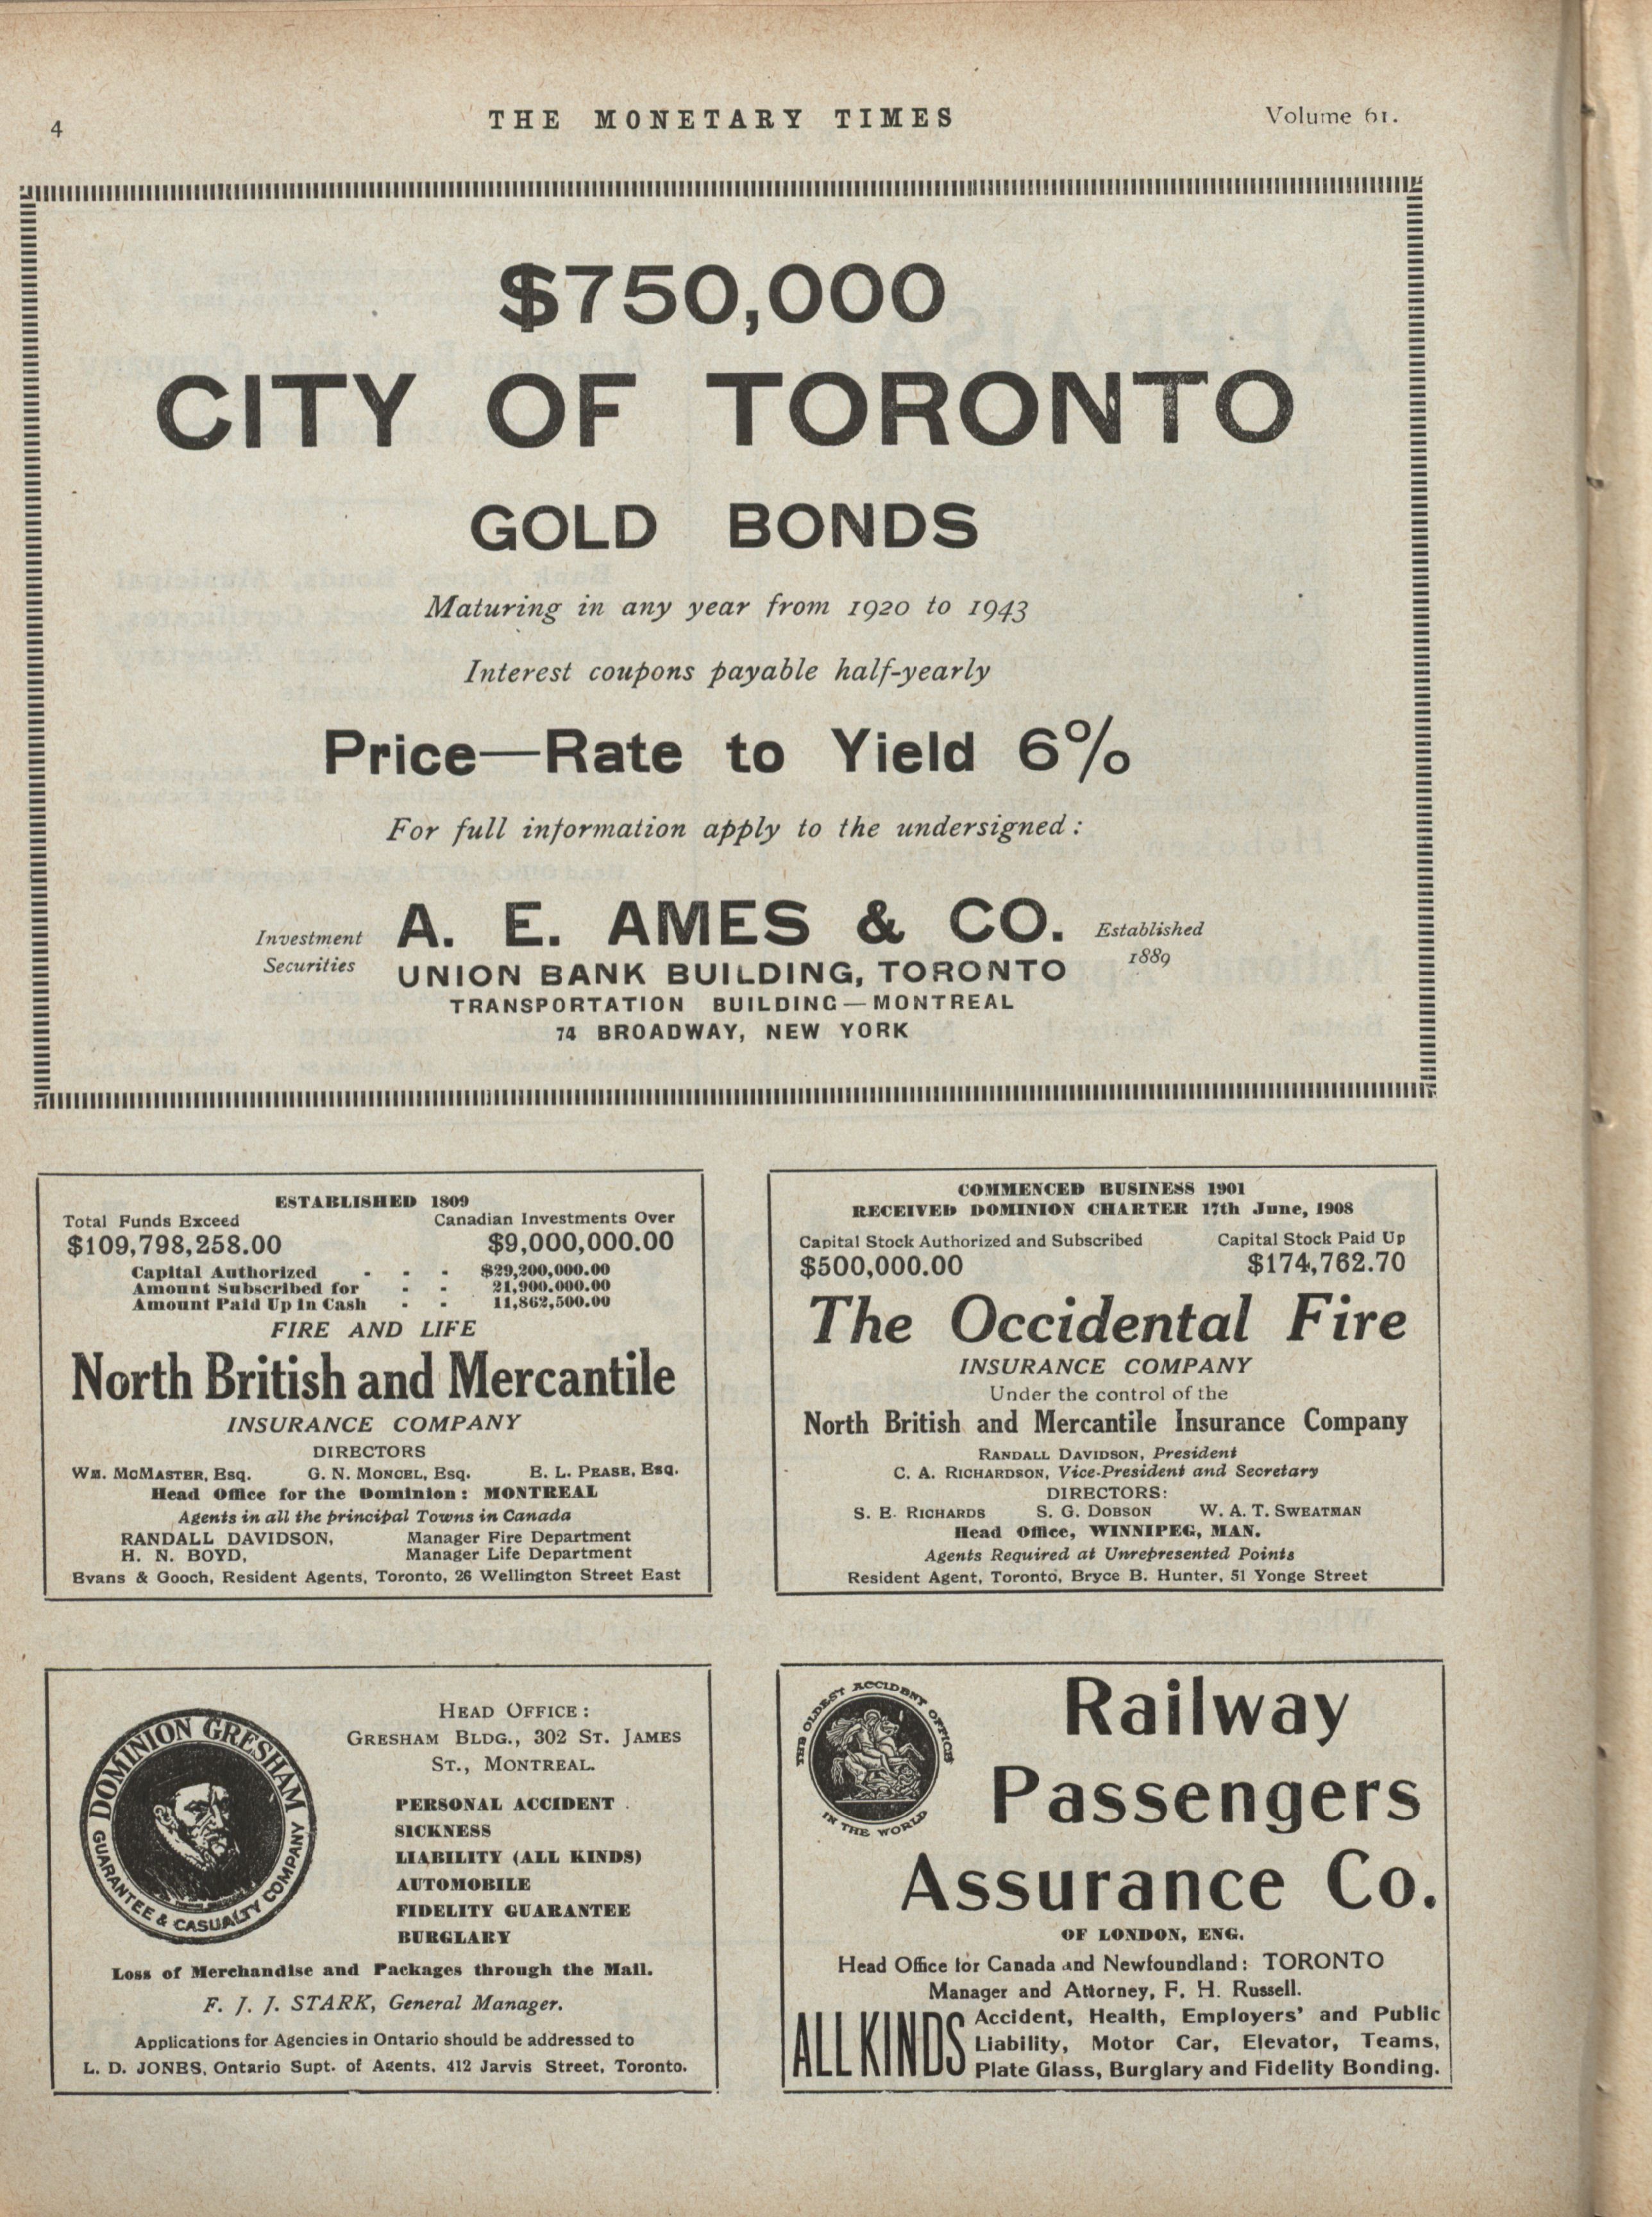 4
THE MONETARY TIMES
Volume 61.
$750,000
CITY OF TORONTO
GOLD BONDS
Maturing in any year from 1920 to 1943
Interest coupons payable half-yearly
Price—Rate to Yield 6%
For full information apply to the undersigned:
Investment
Securities
A. E. AMES & CO.
Established
1889
UNION BANK BUILDING, TORONTO
TRANSPORTATION BUILDING—MONTREAL
74 BROADWAY, NEW YORK
ESTABLISHED 1809
Total Funds Exceed Canadian Investments Over
$109,798,258.00 $9,000,000.00
Capital Authorized - - - $29,200,000.00
Amount Subscribed for - - 21,900,000.00
Amount Paid Up in Cash - - 11,862,500.00
FIRE AND LIFE
North British and Mercantile
INSURANCE COMPANY
DIRECTORS
WM. MCMASTER, Esq. G. N. MONCEL, Esq. E. L. PEASE, Esq.
Head Office for the Dominion: MONTREAL
Agents in all the principal Towns in Canada
RANDALL DAVIDSON, Manager Fire Department
H. N. BOYD, Manager Life Department
Evans & Gooch, Resident Agents, Toronto, 26 Wellington Street East
COMMENCED BUSINESS 1901
RECEIVED DOMINION CHARTER 17th June, 1908
Capital Stock Authorized and Subscribed Capital Stock Paid Up
$500,000.00 $174,762.70
The Occidental Fire
INSURANCE COMPANY
Under the control of the
North British and Mercantile Insurance Company
RANDALL DAVIDSON, President
C. A. RICHARDSON, Vice-President and Secretary
DIRECTORS:
S. E. RICHARDS S. G. DOBSON W. A. T. SWEATMAN
Head Office, WINNIPEG, MAN.
Agents Required at Unrepresented Points
Resident Agent, Toronto, Bryce B. Hunter, 51 Yonge Street
DOMINION GRESHAM
GUARANTEE & CASUALTY COMPANY
HEAD OFFICE:
GRESHAM BLDG., 302 ST. JAMES
ST., MONTREAL.
PERSONAL ACCIDENT
SICKNESS
LIABILITY (ALL KINDS)
AUTOMOBILE
FIDELITY GUARANTEE
BURGLARY
Loss of Merchandise and Packages through the Mail.
F. J. J. STARK, General Manager.
Applications for Agencies in Ontario should be addressed to
L. D. JONES, Ontario Supt. of Agents, 412 Jarvis Street, Toronto.
THE OLDEST ACCIDENT OFFICE
IN THE WORLD
Railway
Passengers
Assurance Co.
OF LONDON, ENG.
Head Office for Canada and Newfoundland: TORONTO
Manager and Attorney, F. H. Russell.
ALL KINDS
Accident, Health, Employers' and Public
Liability, Motor Car, Elevator, Teams,
Plate Glass, Burglary and Fidelity Bonding.